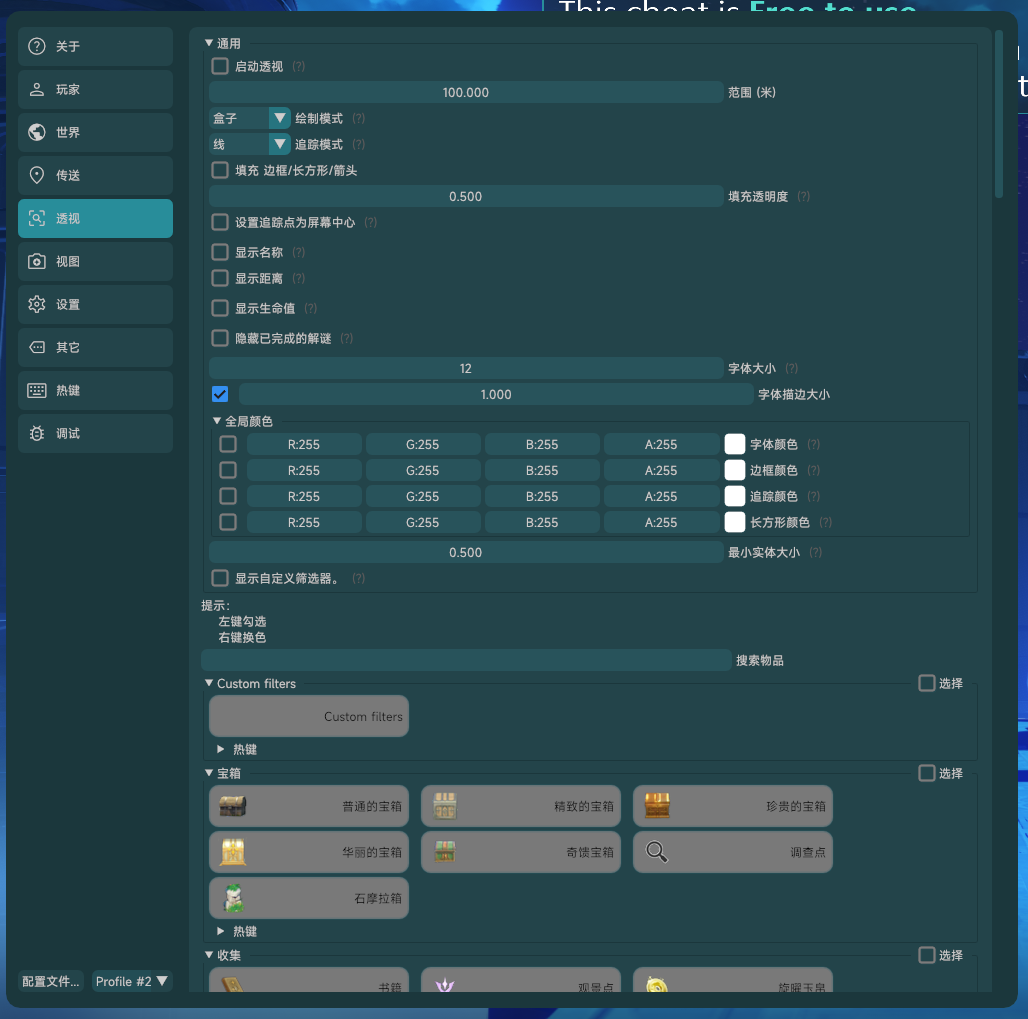 This cheat is Free to use
关于
玩家
世界
传送
透视
视图
设置
其它
热键
调试
配置文件... Profile #2
通用
启动透视 (?)
100.000 范围 (米)
盒子 绘制模式 (?)
线 追踪模式 (?)
填充 边框/长方形/箭头
0.500 填充透明度 (?)
设置追踪点为屏幕中心 (?)
显示名称 (?)
显示距离 (?)
显示生命值 (?)
隐藏已完成的解谜 (?)
12 字体大小 (?)
1.000 字体描边大小
全局颜色
R:255 G:255 B:255 A:255 字体颜色 (?)
R:255 G:255 B:255 A:255 边框颜色 (?)
R:255 G:255 B:255 A:255 追踪颜色 (?)
R:255 G:255 B:255 A:255 长方形颜色 (?)
0.500 最小实体大小 (?)
显示自定义筛选器。 (?)
提示:
左键勾选
右键换色
搜索物品
Custom filters 选择
Custom filters
热键
宝箱 选择
普通的宝箱 精致的宝箱 珍贵的宝箱
华丽的宝箱 奇馈宝箱 调查点
石摩拉箱
热键
收集 选择
书籍 观景点 旋曜玉帛